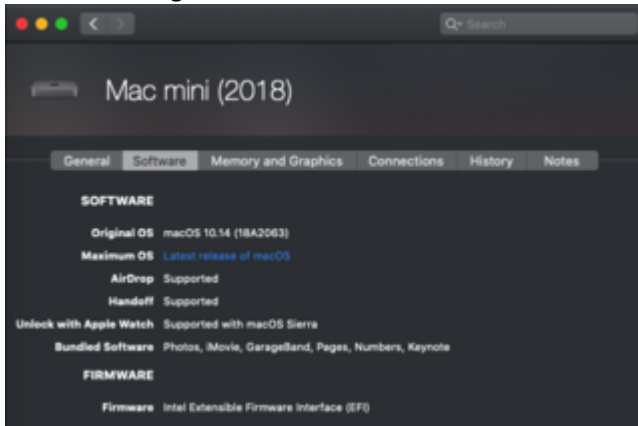 Search
Mac mini (2018)
General Software Memory and Graphics Connections History Notes
SOFTWARE
Original OS macOS 10.14 (18A2063)
Maximum OS Latest release of macOS
AirDrop Supported
Handoff Supported
Unlock with Apple Watch Supported with macOS Sierra
Bundled Software Photos, iMovie, GarageBand, Pages, Numbers, Keynote
FIRMWARE
Firmware Intel Extensible Firmware Interface (EFI)